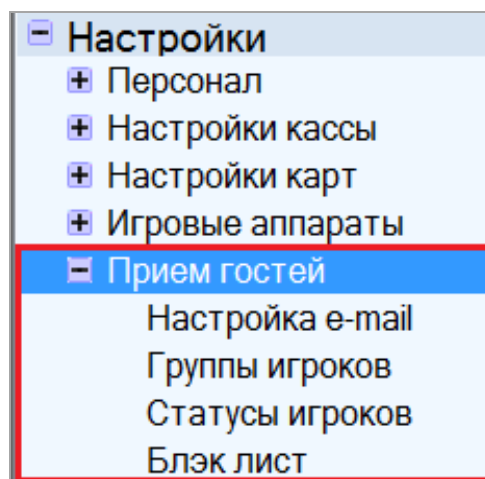 Настройки
Персонал
Настройки кассы
Настройки карт
Игровые аппараты
Прием гостей
Настройка e-mail
Группы игроков
Статусы игроков
Блэк лист